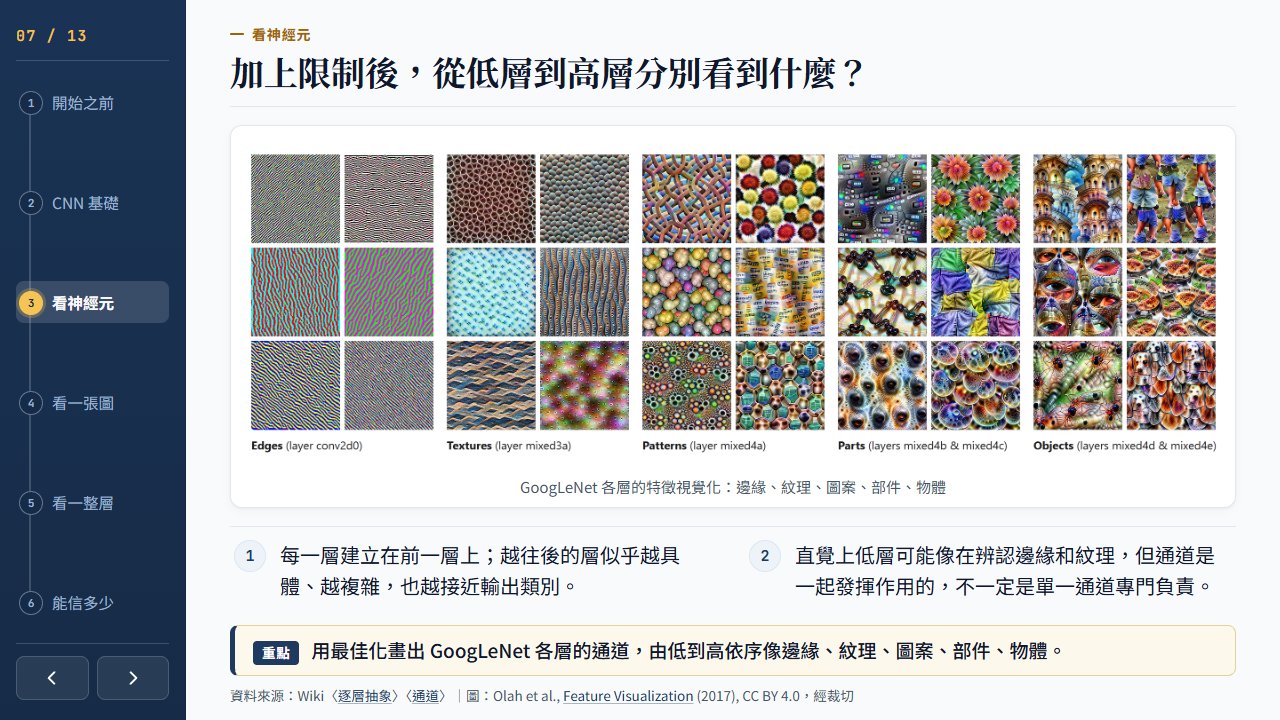 07 / 13
1 開始之前
2 CNN 基礎
3 看神經元
4 看一張圖
5 看一整層
6 能信多少
看神經元
加上限制後，從低層到高層分別看到什麼？
Edges (layer conv2d0)
Textures (layer mixed3a)
Patterns (layer mixed4a)
Parts (layers mixed4b & mixed4c)
Objects (layers mixed4d & mixed4e)
GoogLeNet 各層的特徵視覺化：邊緣、紋理、圖案、部件、物體
1 每一層建立在前一層上；越往後的層似乎越具
體、越複雜，也越接近輸出類別。
2 直覺上低層可能像在辨認邊緣和紋理，但通道是
一起發揮作用的，不一定是單一通道專門負責。
重點 用最佳化畫出 GoogLeNet 各層的通道，由低到高依序像邊緣、紋理、圖案、部件、物體。
資料來源：Wiki〈逐層抽象〉〈通道〉｜圖：Olah et al., Feature Visualization (2017), CC BY 4.0，經裁切